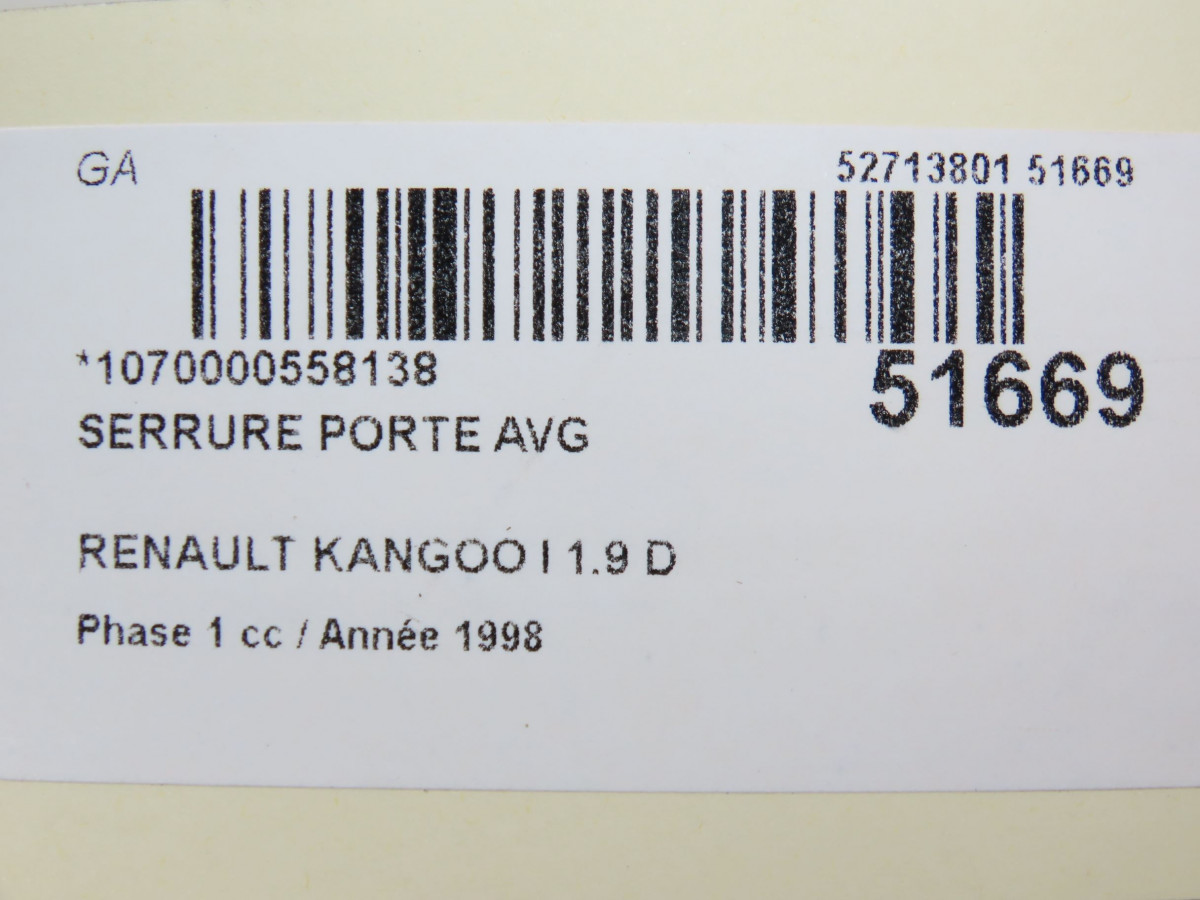 GA
52713801 51669
*1070000558138
51669
SERRURE PORTE AVG
RENAULT KANGOO I 1.9 D
Phase 1 cc / Année 1998